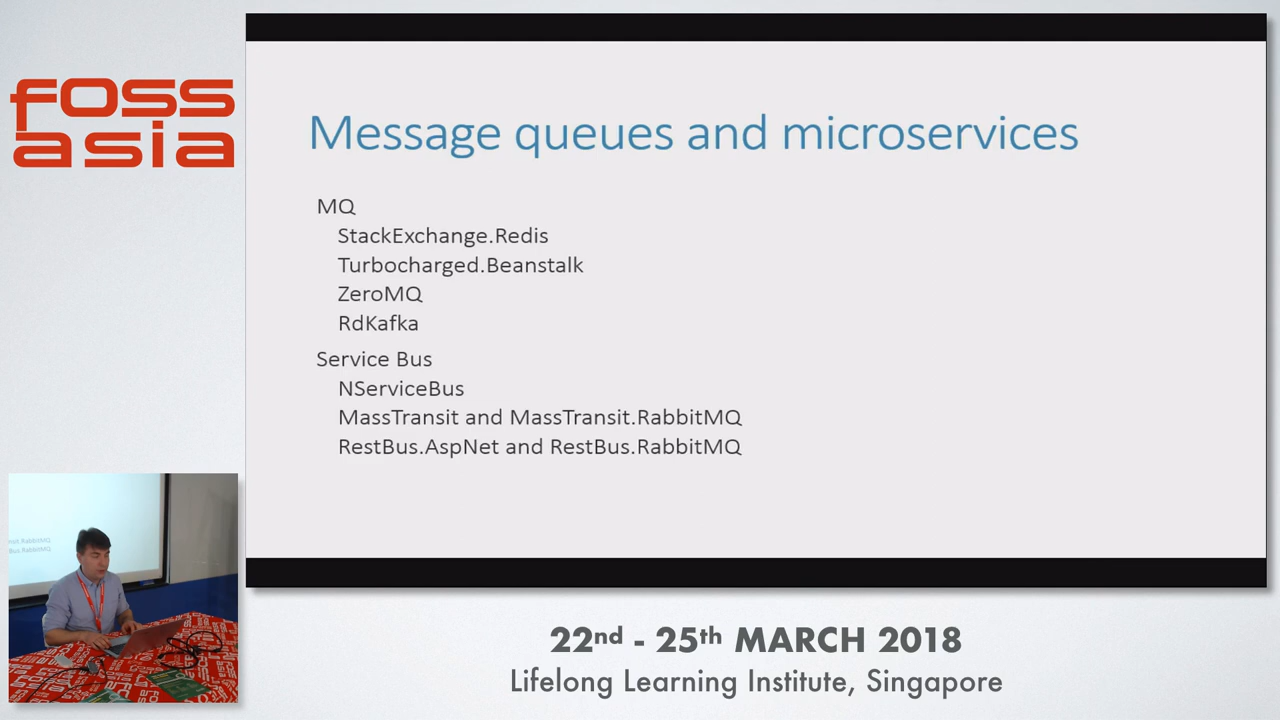 foss
asia
Message queues and microservices
MQ
StackExchange.Redis
Turbocharged.Beanstalk
ZeroMQ
RdKafka
Service Bus
NServiceBus
MassTransit and MassTransit.RabbitMQ
RestBus.AspNet and RestBus.RabbitMQ
22nd - 25th MARCH 2018
Lifelong Learning Institute, Singapore